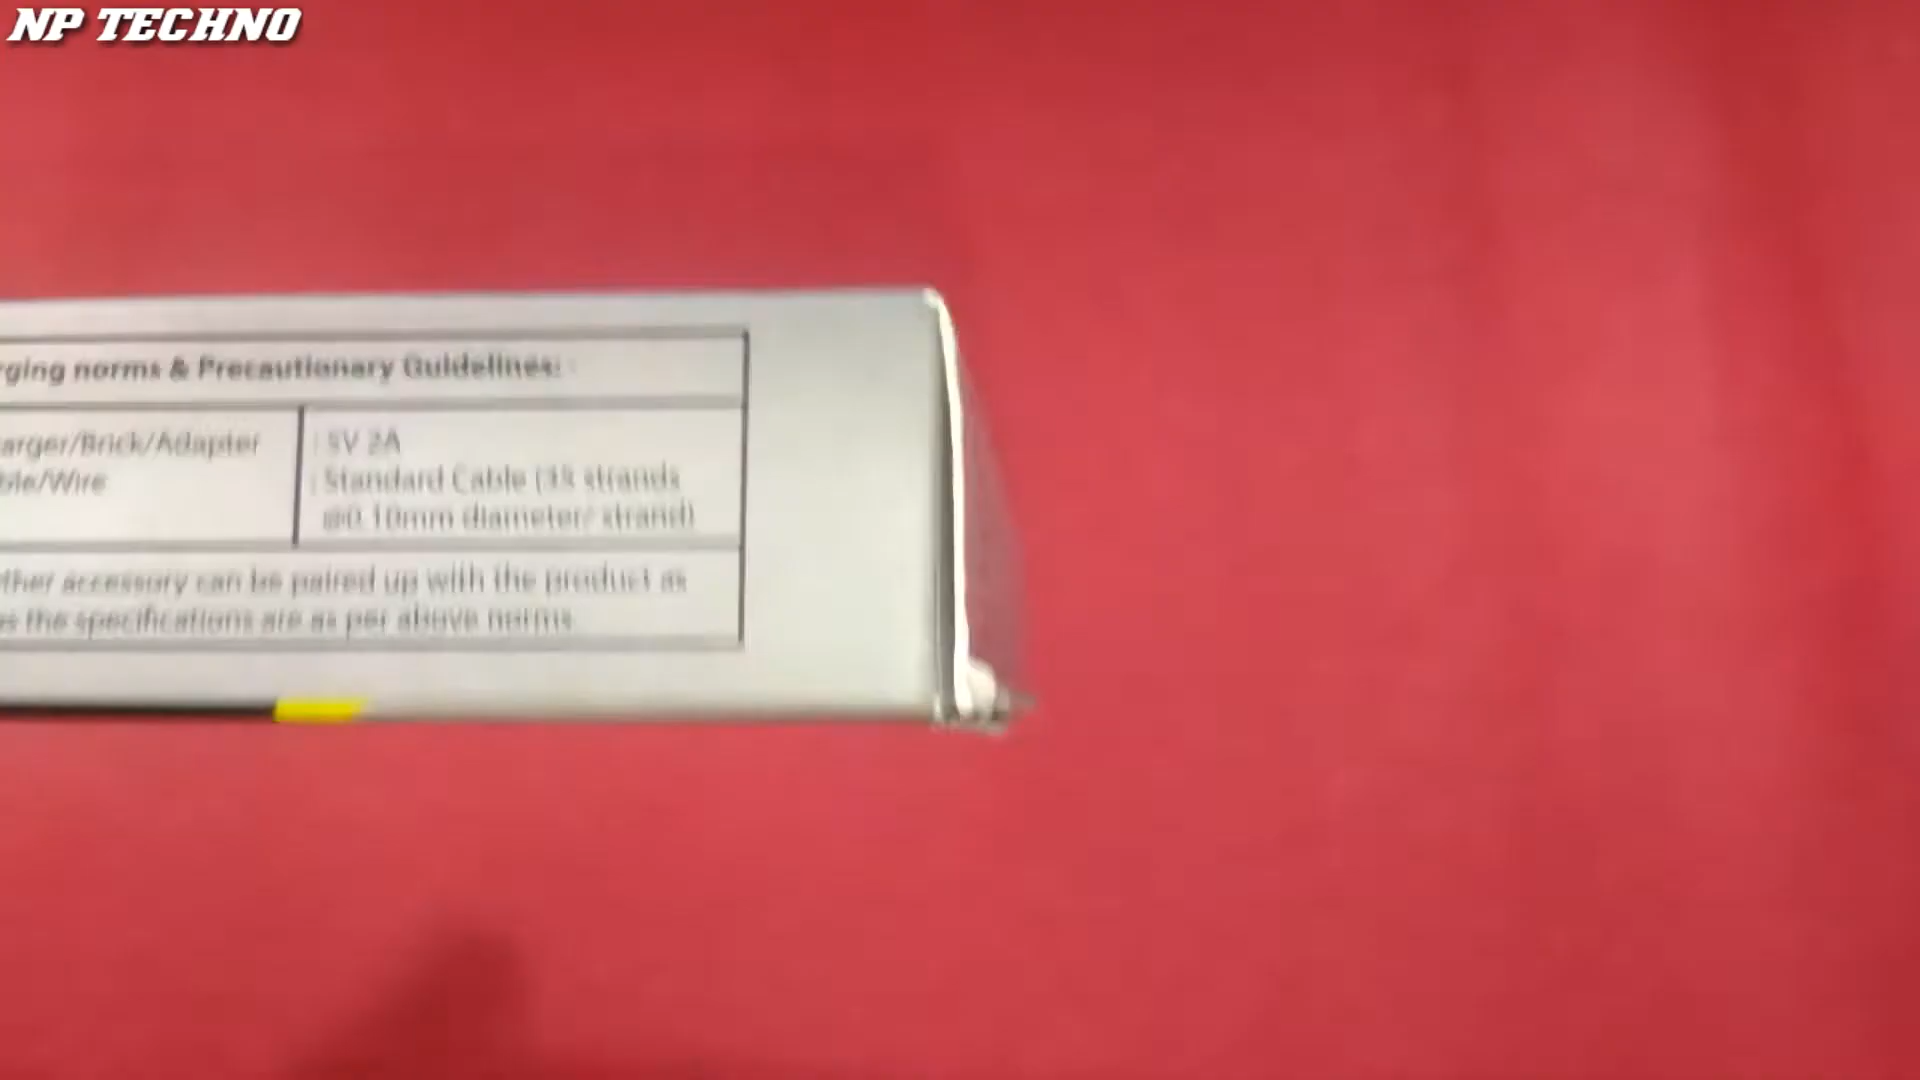 NP TECHNO
rging norms & Precautionary Guidelines:
arger/Brick/Adapter : 5V 2A
ble/Wire : Standard Cable (35 strands
@0.10mm diameter/ strand)
ther accessory can be paired up with the product as
as the specifications are as per above norms